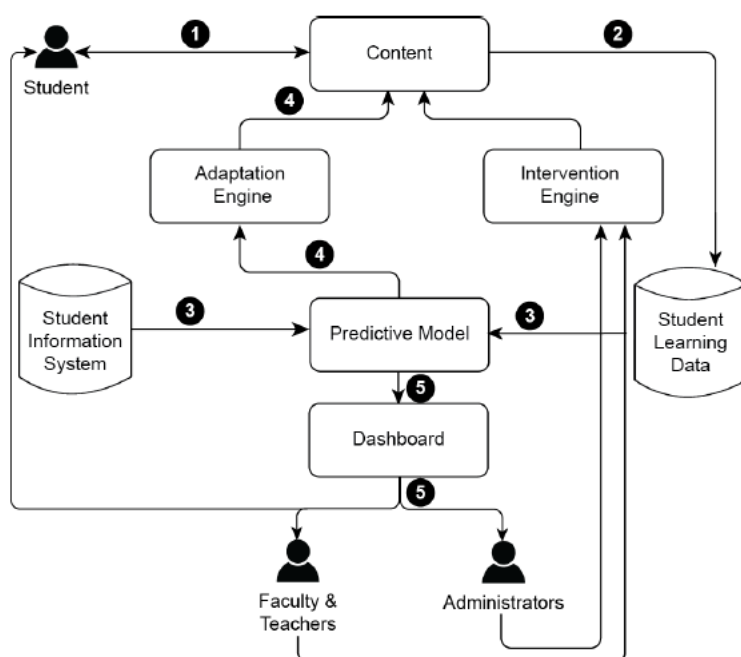 1
2
Content
Student
4
Adaptation
Engine
Intervention
Engine
4
Student
Information
System
3
Predictive Model
3
Student
Learning
Data
5
Dashboard
5
Faculty &
Teachers
Administrators